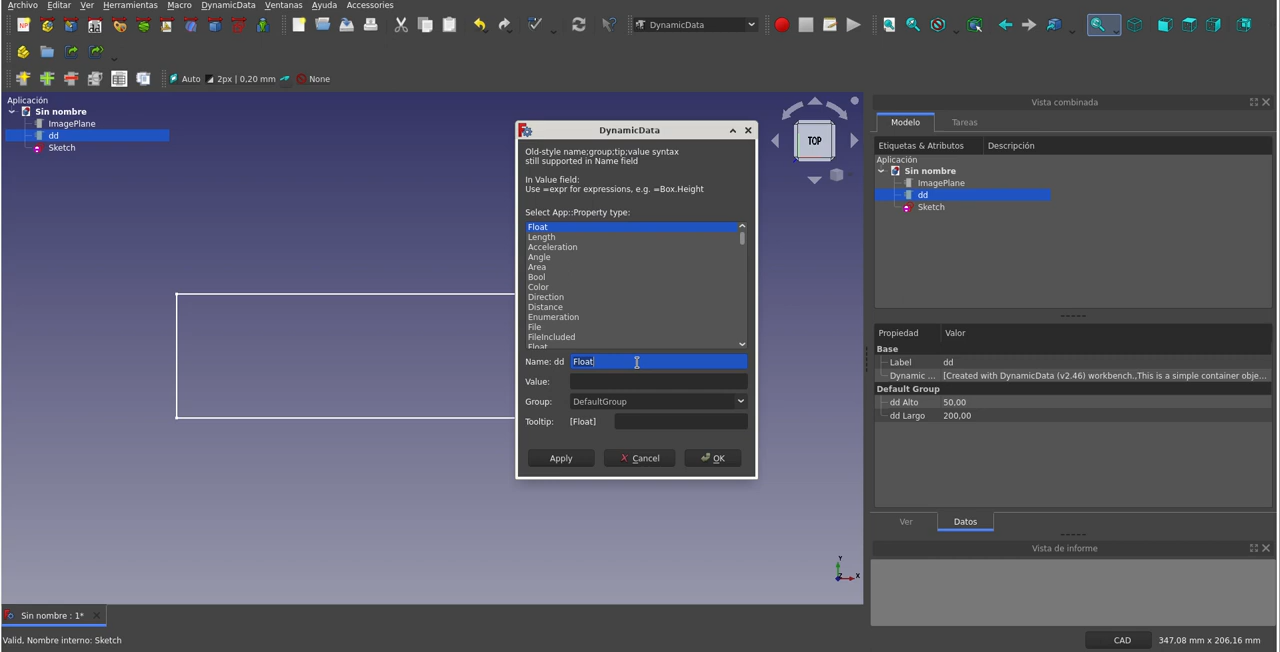 Archivo Editar Ver Herramientas Macro DynamicData Ventanas Ayuda Accessories
DynamicData
Auto 2px | 0,20 mm None
Aplicación
Sin nombre
ImagePlane
dd
Sketch
TOP
Y
Z
X
DynamicData
Old-style name;group;tip;value syntax
still supported in Name field
In Value field:
Use =expr for expressions, e.g. =Box.Height
Select App::Property type:
Float
Length
Acceleration
Angle
Area
Bool
Color
Direction
Distance
Enumeration
File
FileIncluded
Float
Name: dd Float
Value:
Group: DefaultGroup
Tooltip: [Float]
Apply Cancel OK
Vista combinada
Modelo Tareas
Etiquetas & Atributos Descripción
Aplicación
Sin nombre
ImagePlane
dd
Sketch
Propiedad Valor
Base
Label dd
Dynamic ... [Created with DynamicData (v2.46) workbench.,This is a simple container obje...
Default Group
dd Alto 50,00
dd Largo 200,00
Ver Datos
Vista de informe
Sin nombre : 1*
Valid, Nombre interno: Sketch
CAD 347,08 mm x 206,16 mm